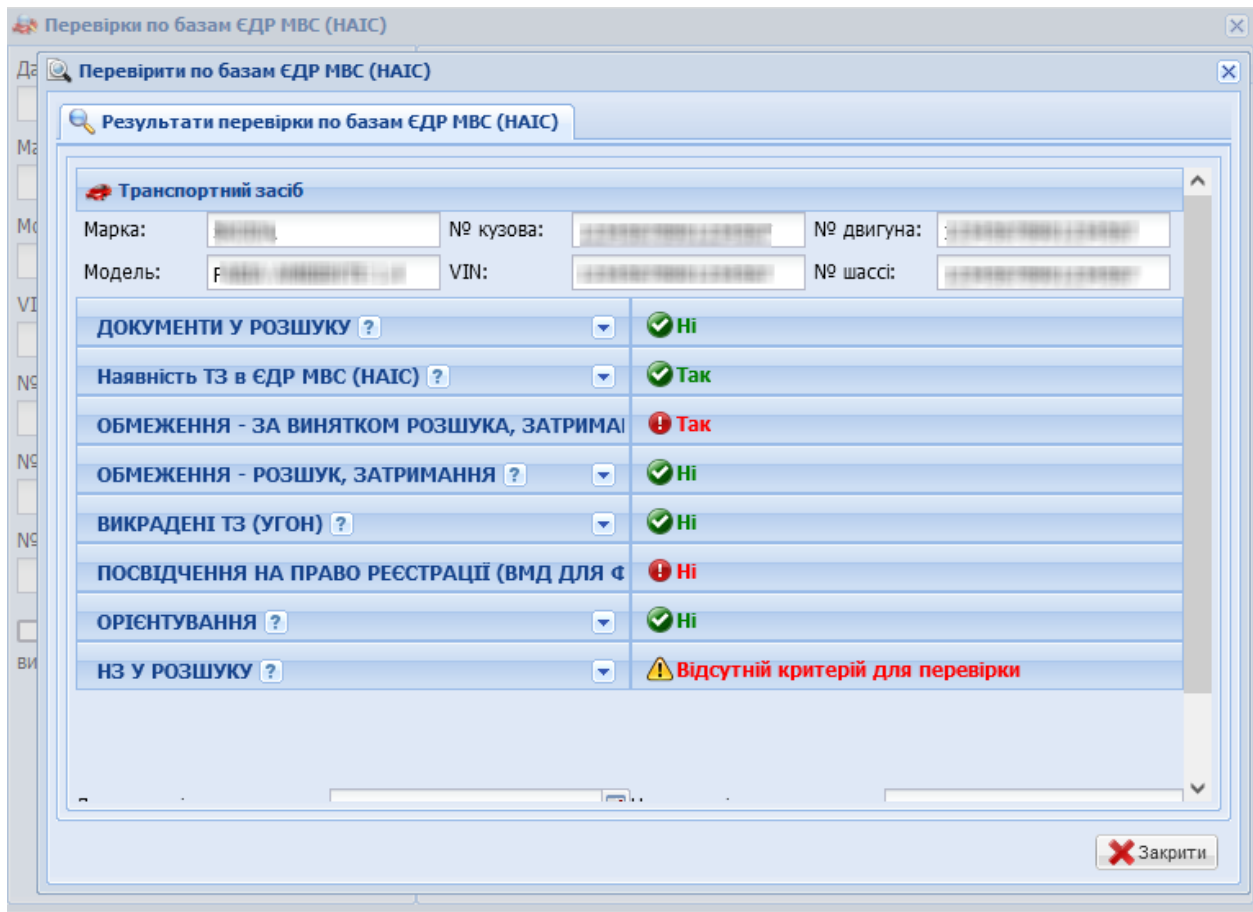 Перевірки по базам ЄДР МВС (НАІС)
Перевірити по базам ЄДР МВС (НАІС)
Результати перевірки по базам ЄДР МВС (НАІС)
Транспортний засіб
Марка: № кузова: № двигуна:
Модель: VIN: № шассі:
ДОКУМЕНТИ У РОЗШУКУ ? Ні
Наявність ТЗ в ЄДР МВС (НАІС) ? Так
ОБМЕЖЕННЯ - ЗА ВИНЯТКОМ РОЗШУКА, Так
ОБМЕЖЕННЯ - РОЗШУК, ЗАТРИМАННЯ ? Ні
ВИКРАДЕНІ ТЗ (УГОН) ? Ні
ПОСВІДЧЕННЯ НА ПРАВО РЕЄСТРАЦІЇ (ВМД ДЛЯ Ні
ОРІЄНТУВАННЯ ? Ні
НЗ У РОЗШУКУ ? Відсутній критерій для перевірки
Закрити